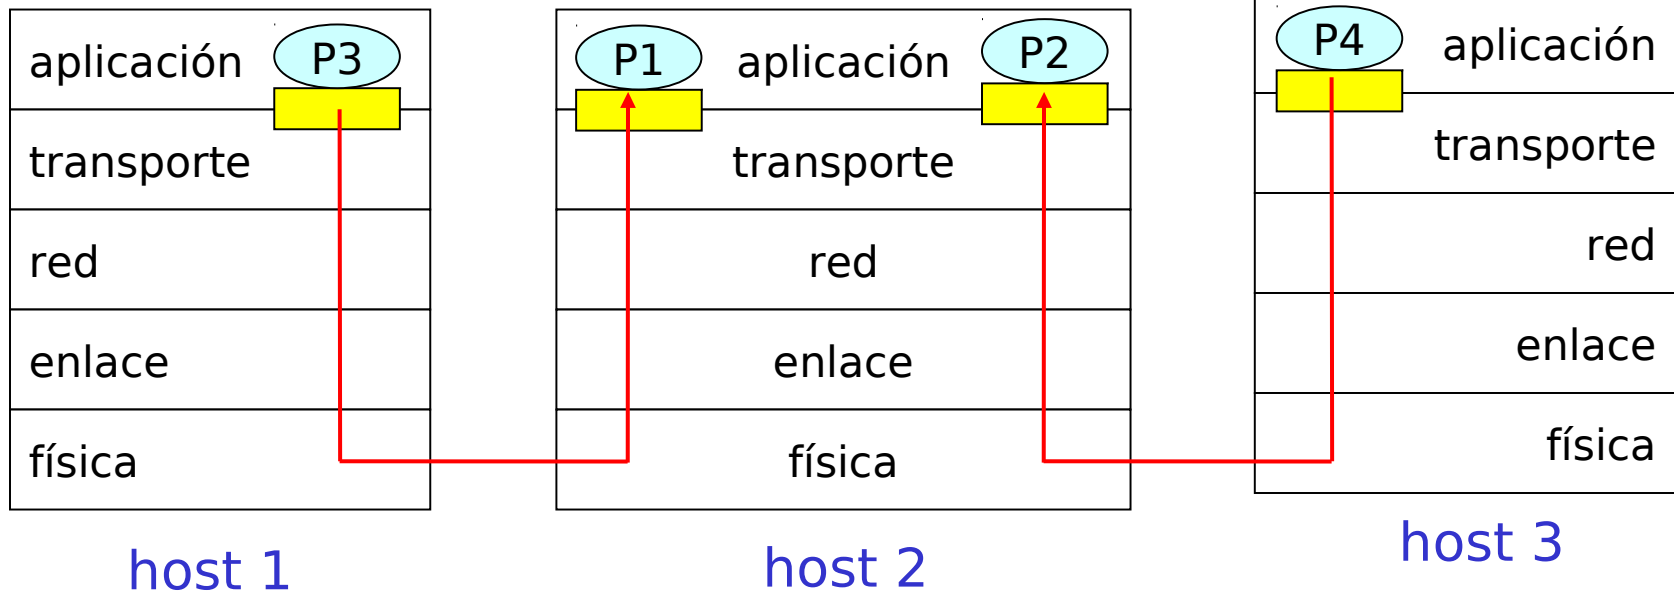 aplicación P3
transporte
red
enlace
física
host 1
P1 aplicación P2
transporte
red
enlace
física
host 2
P4 aplicación
transporte
red
enlace
física
host 3